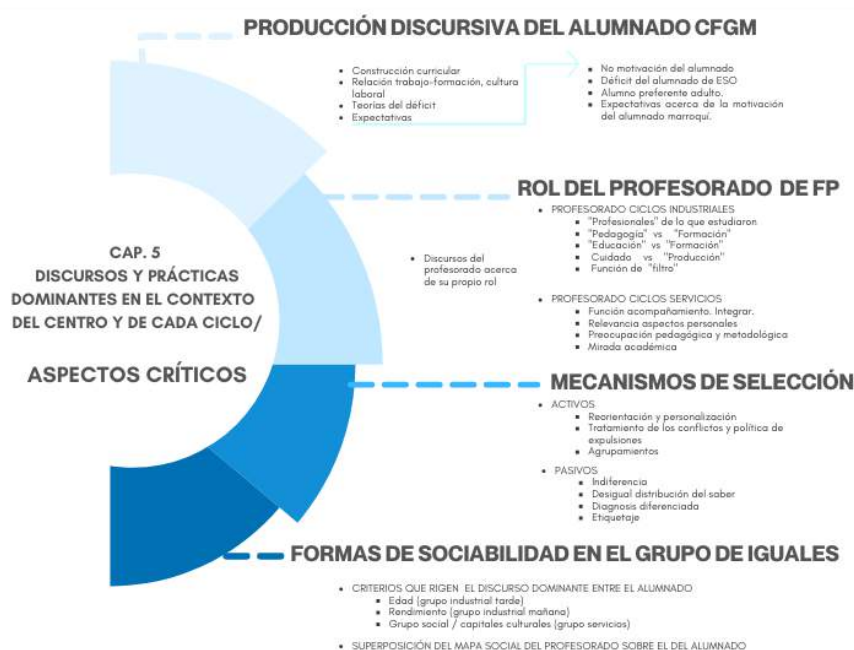 PRODUCCIÓN DISCURSIVA DEL ALUMNADO CFGM
• Construcción curricular
• Relación trabajo-formación, cultura
laboral
• Teorías del déficit
• Expectativas
▪ No motivación del alumnado
▪ Déficit del alumnado de ESO
▪ Alumno preferente adulto.
▪ Expectativas acerca de la motivación
del alumnado marroquí.
ROL DEL PROFESORADO DE FP
• Discursos del
profesorado acerca
de su propio rol
• PROFESORADO CICLOS INDUSTRIALES
▪ "Profesionales" de lo que estudiaron
▪ "Pedagogía" vs "Formación"
▪ "Educación" vs "Formación"
▪ Cuidado vs "Producción"
▪ Función de "filtro"
• PROFESORADO CICLOS SERVICIOS
▪ Función acompañamiento. Integrar.
▪ Relevancia aspectos personales
▪ Preocupación pedagógica y metodológica
▪ Mirada académica
CAP. 5
DISCURSOS Y PRÁCTICAS
DOMINANTES EN EL CONTEXTO
DEL CENTRO Y DE CADA CICLO/
ASPECTOS CRÍTICOS
MECANISMOS DE SELECCIÓN
• ACTIVOS
▪ Reorientación y personalización
▪ Tratamiento de los conflictos y política de
expulsiones
▪ Agrupamientos
• PASIVOS
▪ Indiferencia
▪ Desigual distribución del saber
▪ Diagnosis diferenciada
▪ Etiquetaje
FORMAS DE SOCIABILIDAD EN EL GRUPO DE IGUALES
• CRITERIOS QUE RIGEN EL DISCURSO DOMINANTE ENTRE EL ALUMNADO
▪ Edad (grupo industrial tarde)
▪ Rendimiento (grupo industrial mañana)
▪ Grupo social / capitales culturales (grupo servicios)
• SUPERPOSICIÓN DEL MAPA SOCIAL DEL PROFESORADO SOBRE EL DEL ALUMNADO